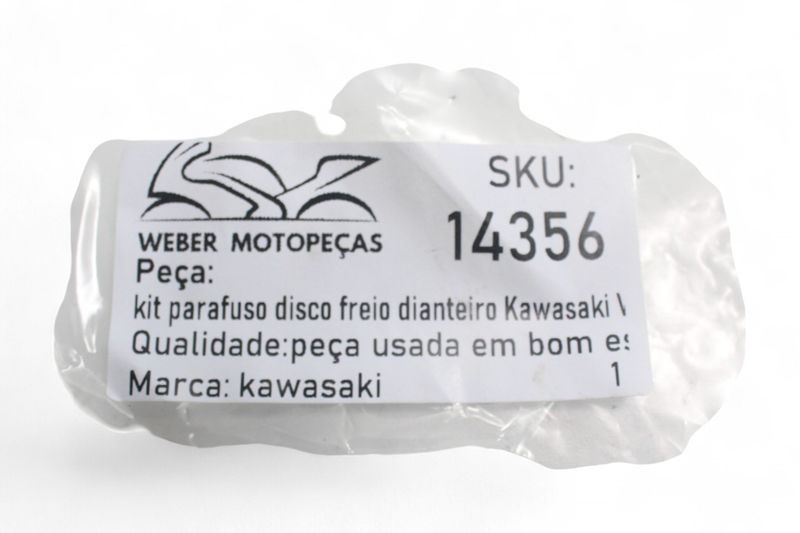 WEBER MOTOPEÇAS
SKU:
14356
Peça:
kit parafuso disco freio dianteiro Kawasaki
Qualidade:peça usada em bom es
Marca: kawasaki
1